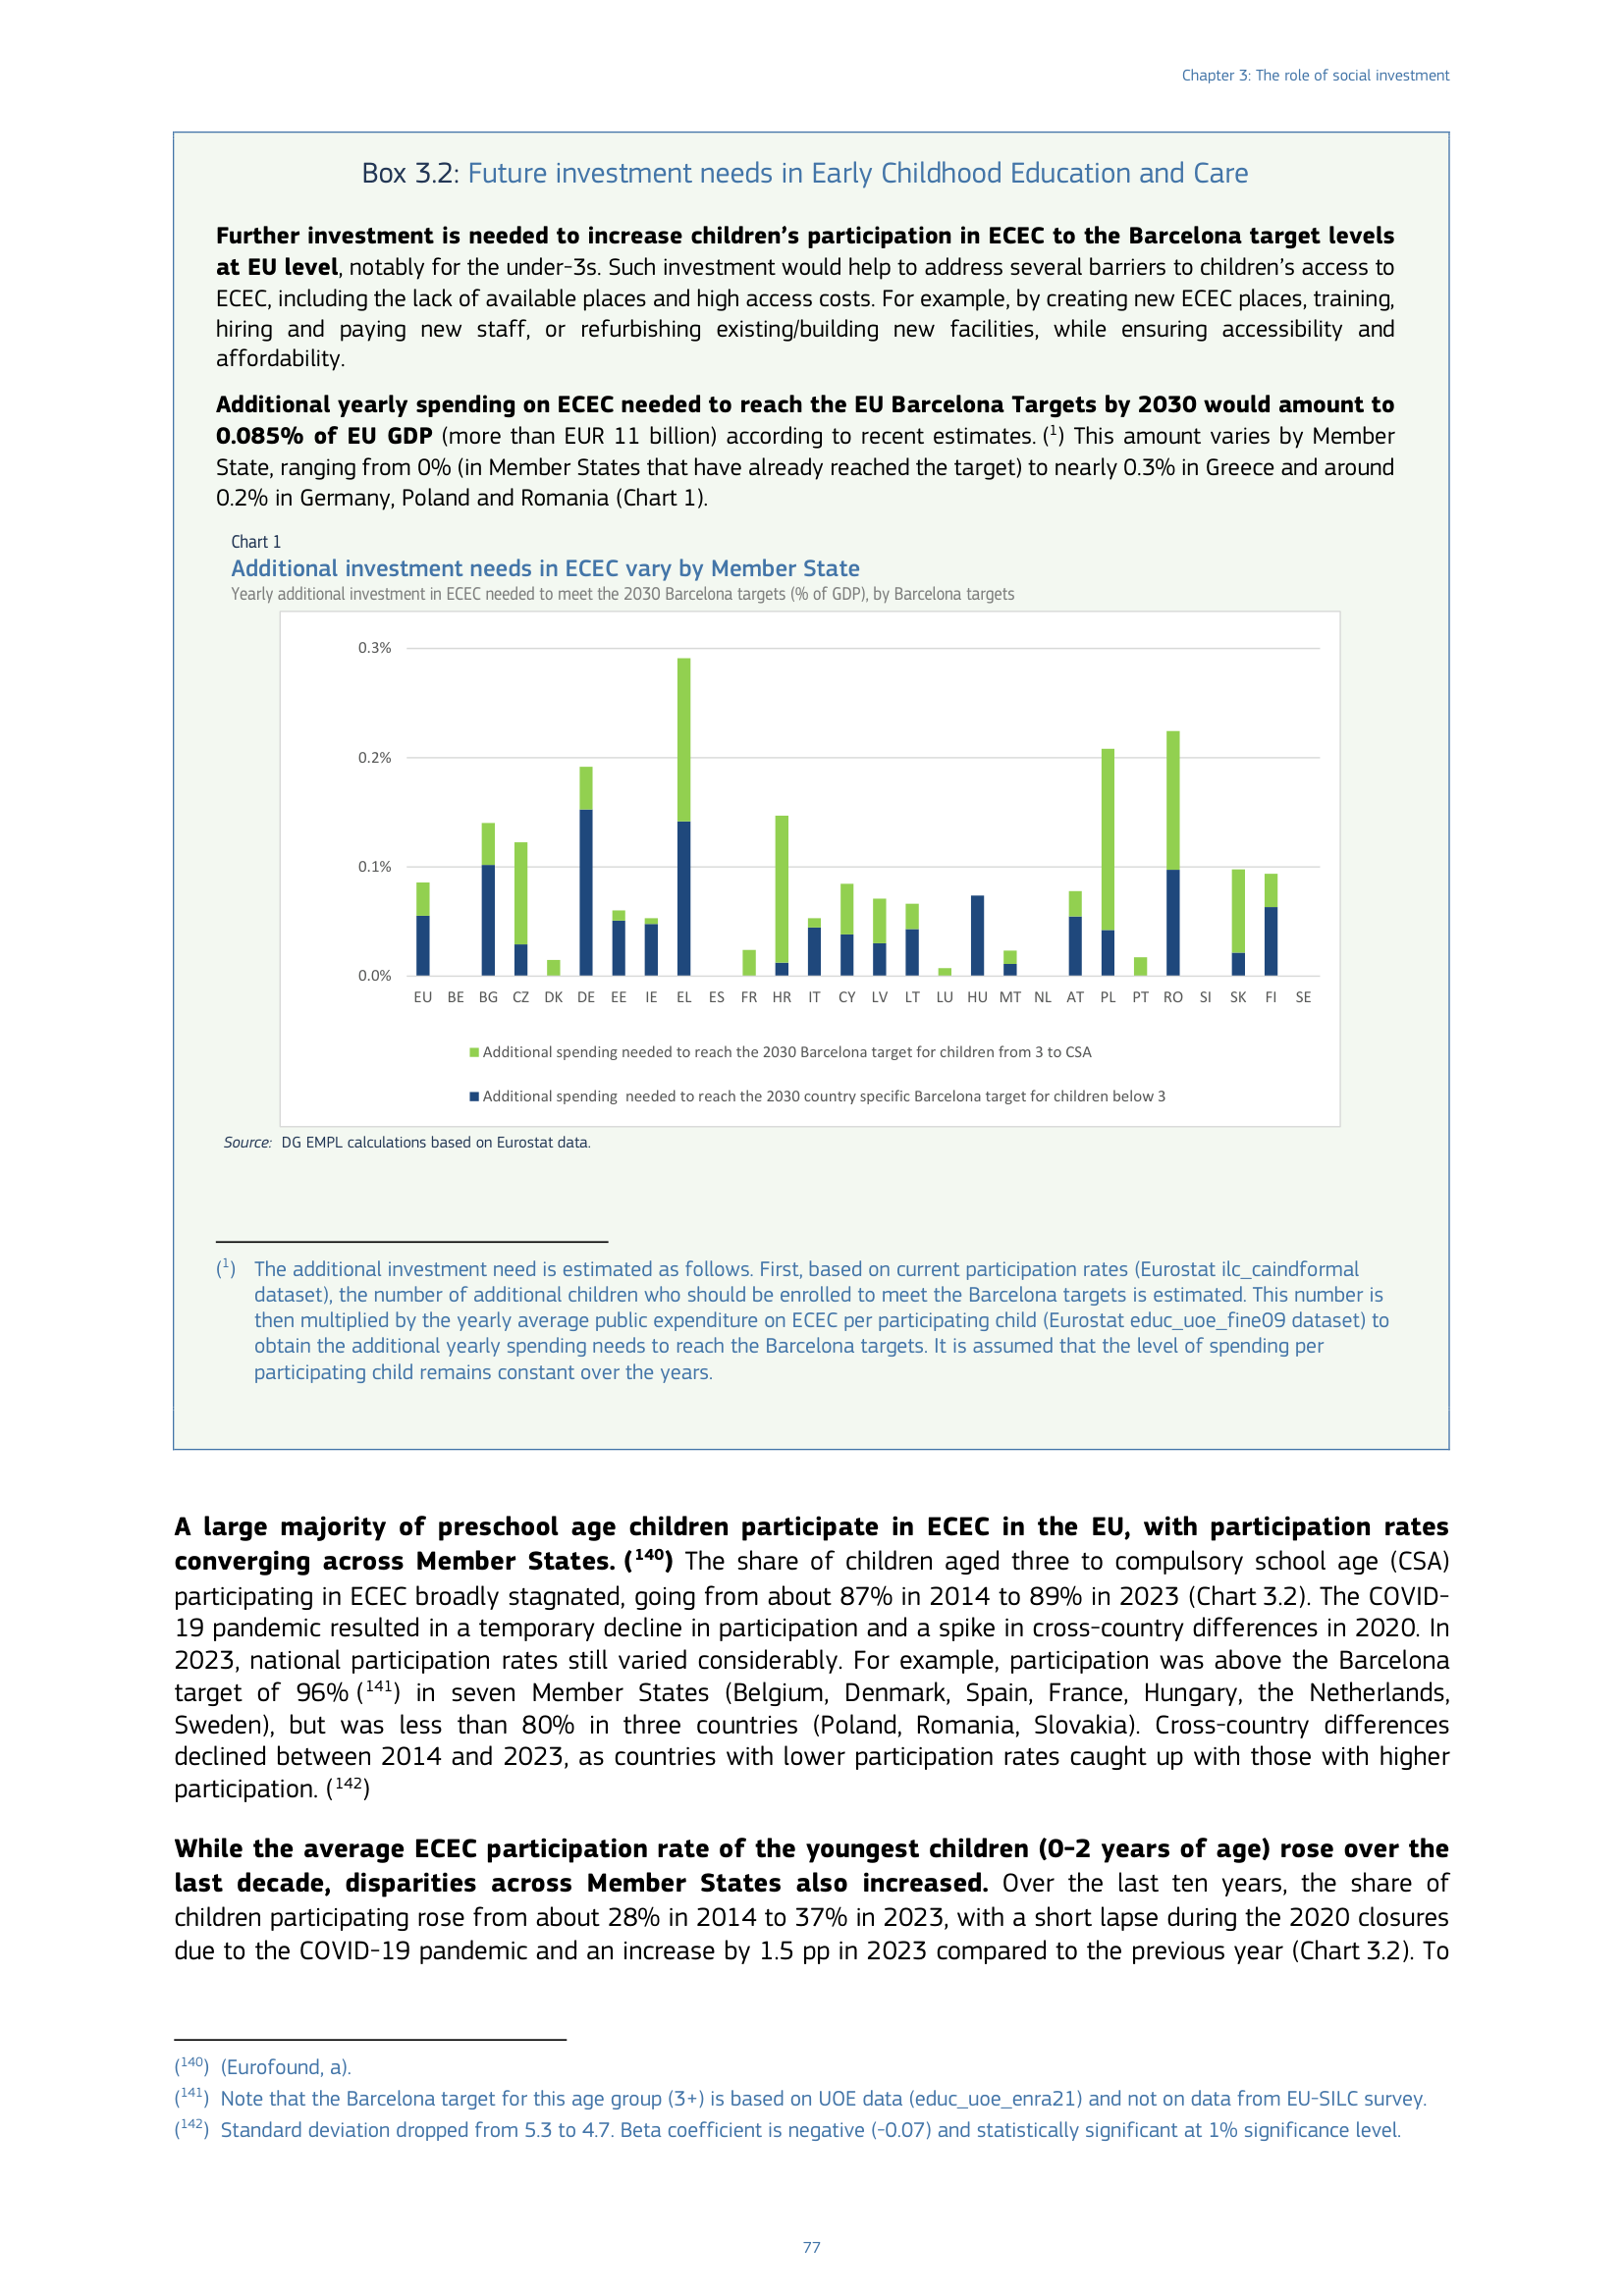 Chapter 3: The role of social investment
Box 3.2: Future investment needs in Early Childhood Education and Care
Further investment is needed to increase children's participation in ECEC to the Barcelona target levels
at EU level, notably for the under-3s. Such investment would help to address several barriers to children's access to
ECEC, including the lack of available places and high access costs. For example, by creating new ECEC places, training,
hiring and paying new staff, or refurbishing existing/building new facilities, while ensuring accessibility and
affordability.
Additional yearly spending on ECEC needed to reach the EU Barcelona Targets by 2030 would amount to
0.085% of EU GDP (more than EUR 11 billion) according to recent estimates. (¹) This amount varies by Member
State, ranging from 0% (in Member States that have already reached the target) to nearly 0.3% in Greece and around
0.2% in Germany, Poland and Romania (Chart 1).
Chart 1
Additional investment needs in ECEC vary by Member State
Yearly additional investment in ECEC needed to meet the 2030 Barcelona targets (% of GDP), by Barcelona targets
0.3%
0.2%
0.1%
0.0%
EU BE BG CZ DK DE EE IE EL ES FR HR IT CY LV LT LU HU MT NL AT PL PT RO SI SK FI SE
Additional spending needed to reach the 2030 Barcelona target for children from 3 to CSA
Additional spending needed to reach the 2030 country specific Barcelona target for children below 3
Source: DG EMPL calculations based on Eurostat data.
(¹) The additional investment need is estimated as follows. First, based on current participation rates (Eurostat ilc_caindformal
dataset), the number of additional children who should be enrolled to meet the Barcelona targets is estimated. This number is
then multiplied by the yearly average public expenditure on ECEC per participating child (Eurostat educ_uoe_fine09 dataset) to
obtain the additional yearly spending needs to reach the Barcelona targets. It is assumed that the level of spending per
participating child remains constant over the years.
A large majority of preschool age children participate in ECEC in the EU, with participation rates
converging across Member States. (¹⁴⁰) The share of children aged three to compulsory school age (CSA)
participating in ECEC broadly stagnated, going from about 87% in 2014 to 89% in 2023 (Chart 3.2). The COVID-
19 pandemic resulted in a temporary decline in participation and a spike in cross-country differences in 2020. In
2023, national participation rates still varied considerably. For example, participation was above the Barcelona
target of 96% (¹⁴¹) in seven Member States (Belgium, Denmark, Spain, France, Hungary, the Netherlands,
Sweden), but was less than 80% in three countries (Poland, Romania, Slovakia). Cross-country differences
declined between 2014 and 2023, as countries with lower participation rates caught up with those with higher
participation. (¹⁴²)
While the average ECEC participation rate of the youngest children (0-2 years of age) rose over the
last decade, disparities across Member States also increased. Over the last ten years, the share of
children participating rose from about 28% in 2014 to 37% in 2023, with a short lapse during the 2020 closures
due to the COVID-19 pandemic and an increase by 1.5 pp in 2023 compared to the previous year (Chart 3.2). To
(¹⁴⁰) (Eurofound, a).
(¹⁴¹) Note that the Barcelona target for this age group (3+) is based on UOE data (educ_uoe_enra21) and not on data from EU-SILC survey.
(¹⁴²) Standard deviation dropped from 5.3 to 4.7. Beta coefficient is negative (-0.07) and statistically significant at 1% significance level.
77